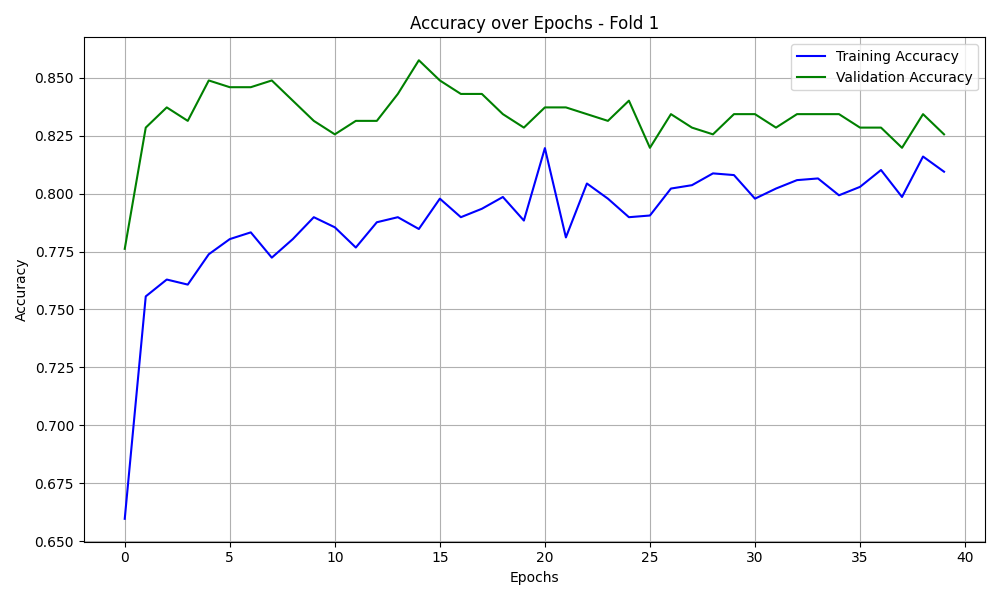 Accuracy over Epochs - Fold 1
Training Accuracy
Validation Accuracy
Accuracy
0.850
0.825
0.800
0.775
0.750
0.725
0.700
0.675
0.650
0 5 10 15 20 25 30 35 40
Epochs